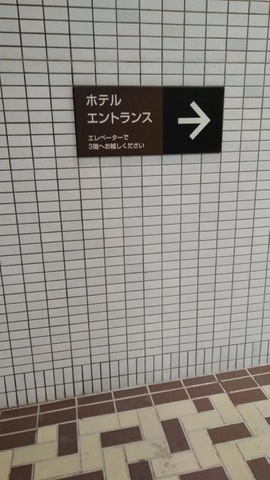 ホテル
エントランス
エレベーターで
3階へお越しください